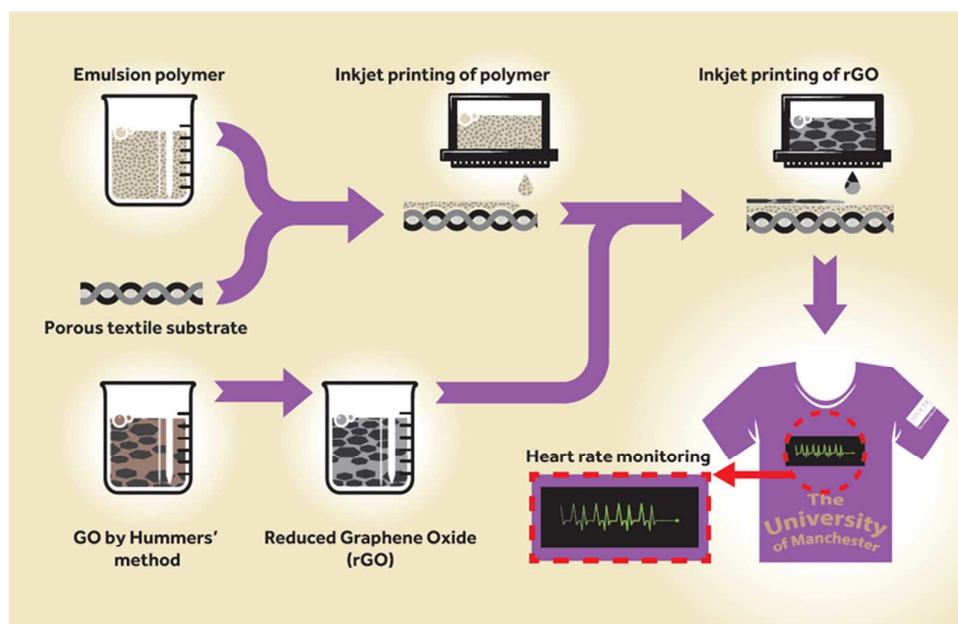 Emulsion polymer
Inkjet printing of polymer
Inkjet printing of rGO
Porous textile substrate
GO by Hummers’
method
Reduced Graphene Oxide
(rGO)
Heart rate monitoring
The
University
of Manchester